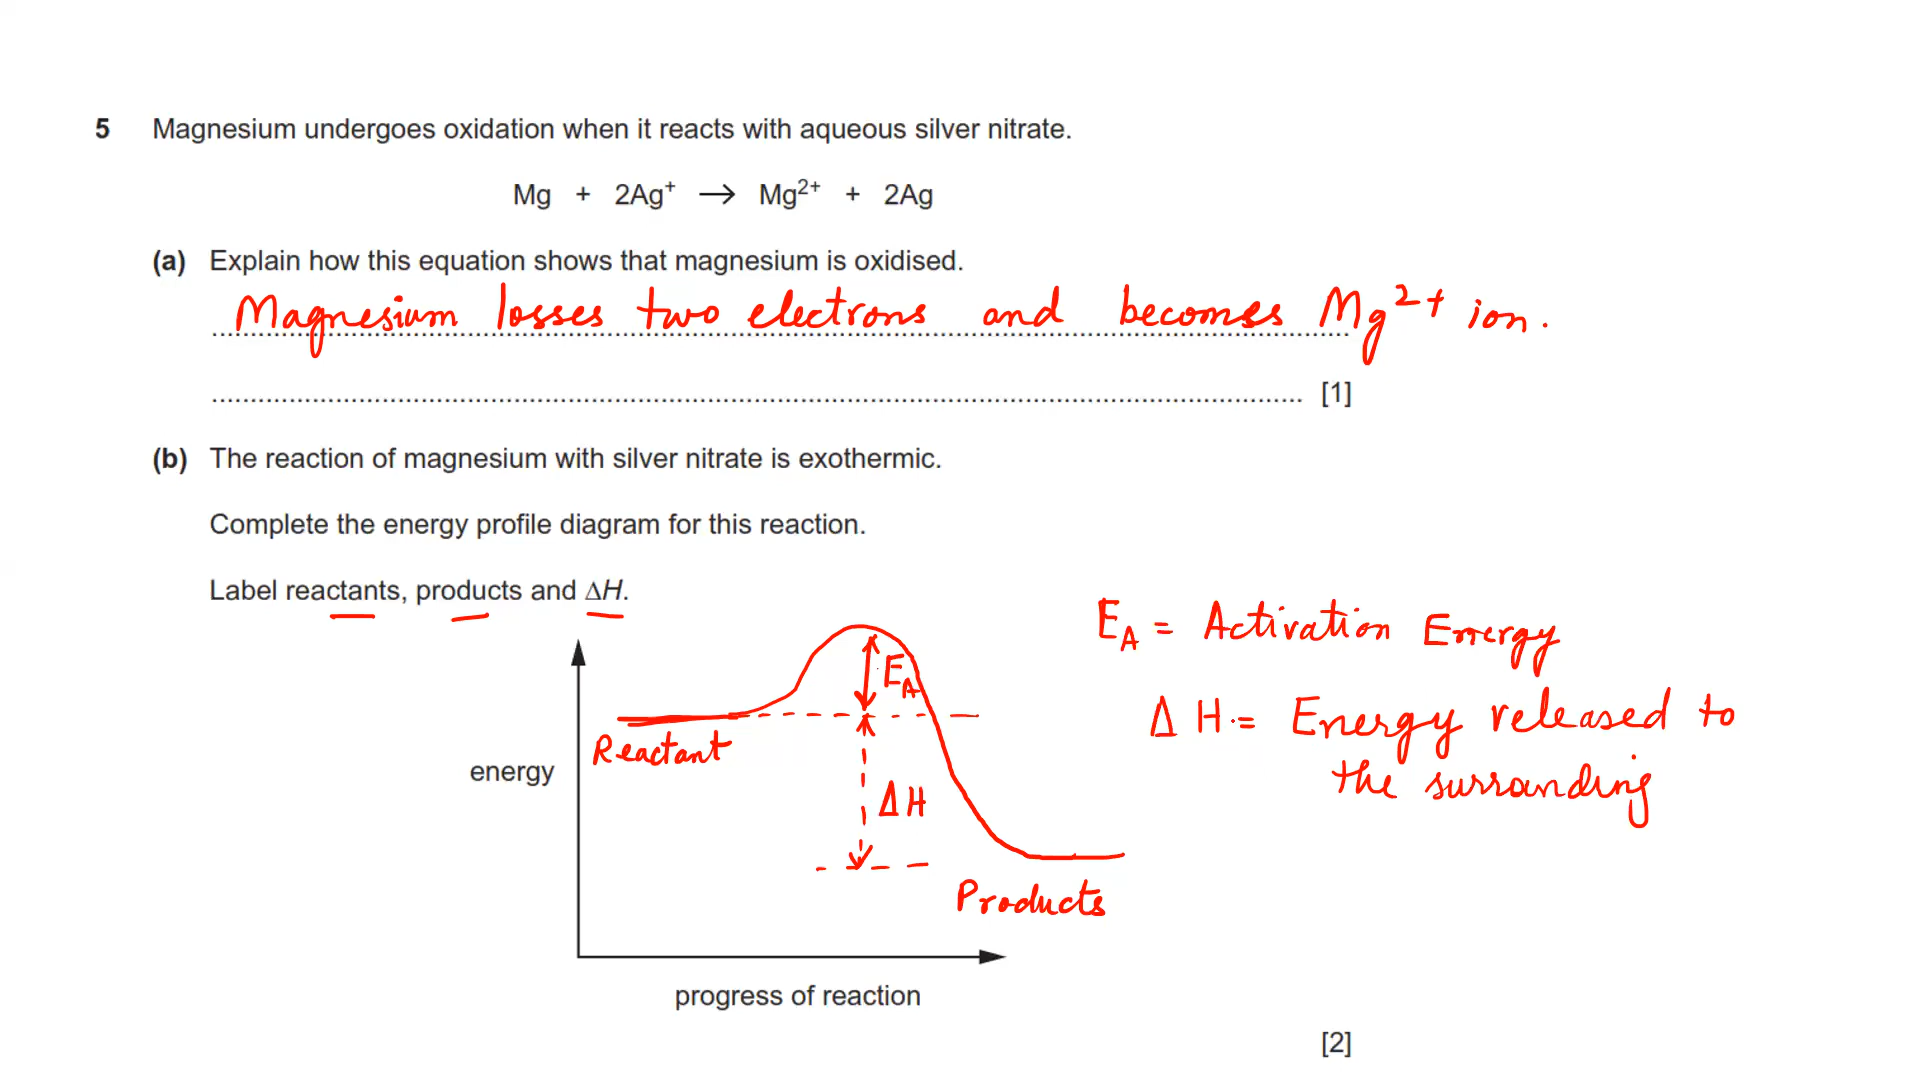 5 Magnesium undergoes oxidation when it reacts with aqueous silver nitrate.
Mg + 2Ag⁺ → Mg²⁺ + 2Ag
(a) Explain how this equation shows that magnesium is oxidised.
Magnesium losses two electrons and becomes Mg²⁺ ion.
[1]
(b) The reaction of magnesium with silver nitrate is exothermic.
Complete the energy profile diagram for this reaction.
Label reactants, products and ΔH.
E_A = Activation Energy
E_A
ΔH = Energy released to
the surranding
Reactant
energy
ΔH
Products
progress of reaction
[2]